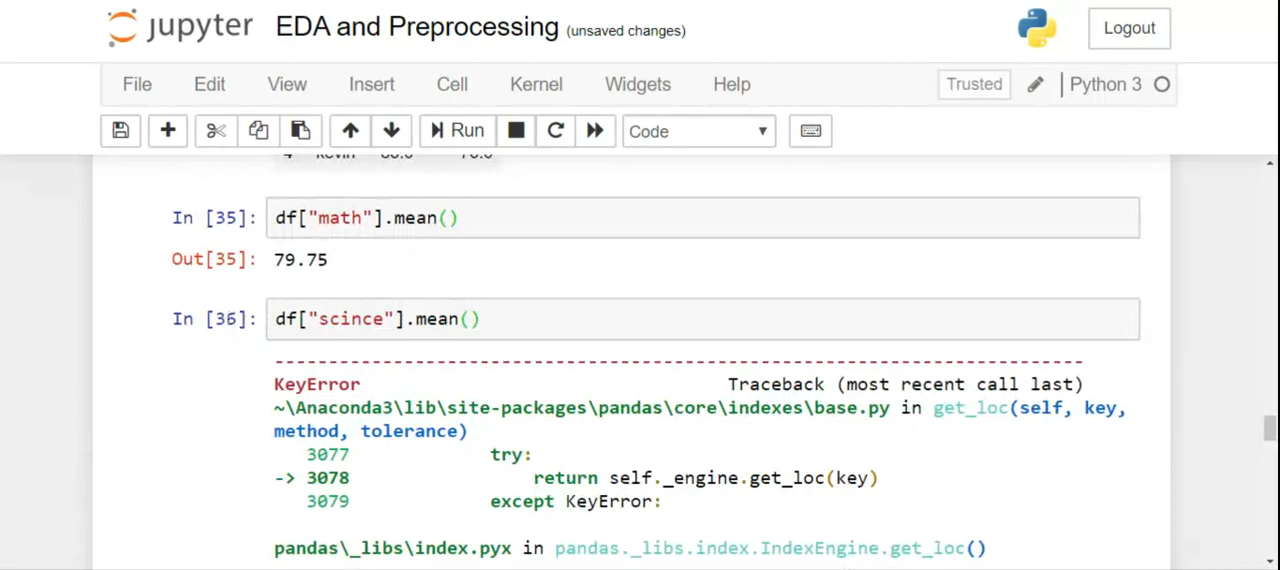 jupyter EDA and Preprocessing (unsaved changes) Logout
File Edit View Insert Cell Kernel Widgets Help Trusted Python 3
Run Code
In [35]: df["math"].mean()
Out[35]: 79.75
In [36]: df["scince"].mean()
---------------------------------------------------------------------------
KeyError Traceback (most recent call last)
~\Anaconda3\lib\site-packages\pandas\core\indexes\base.py in get_loc(self, key,
method, tolerance)
3077 try:
-> 3078 return self._engine.get_loc(key)
3079 except KeyError:
pandas\_libs\index.pyx in pandas._libs.index.IndexEngine.get_loc()